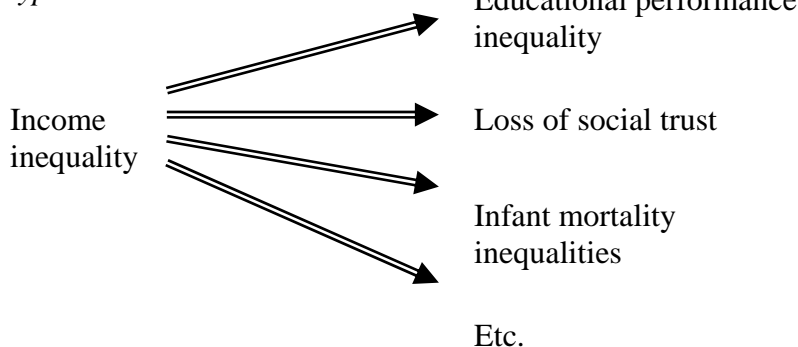 Educational performance
inequality
Income
inequality
Loss of social trust
Infant mortality
inequalities
Etc.